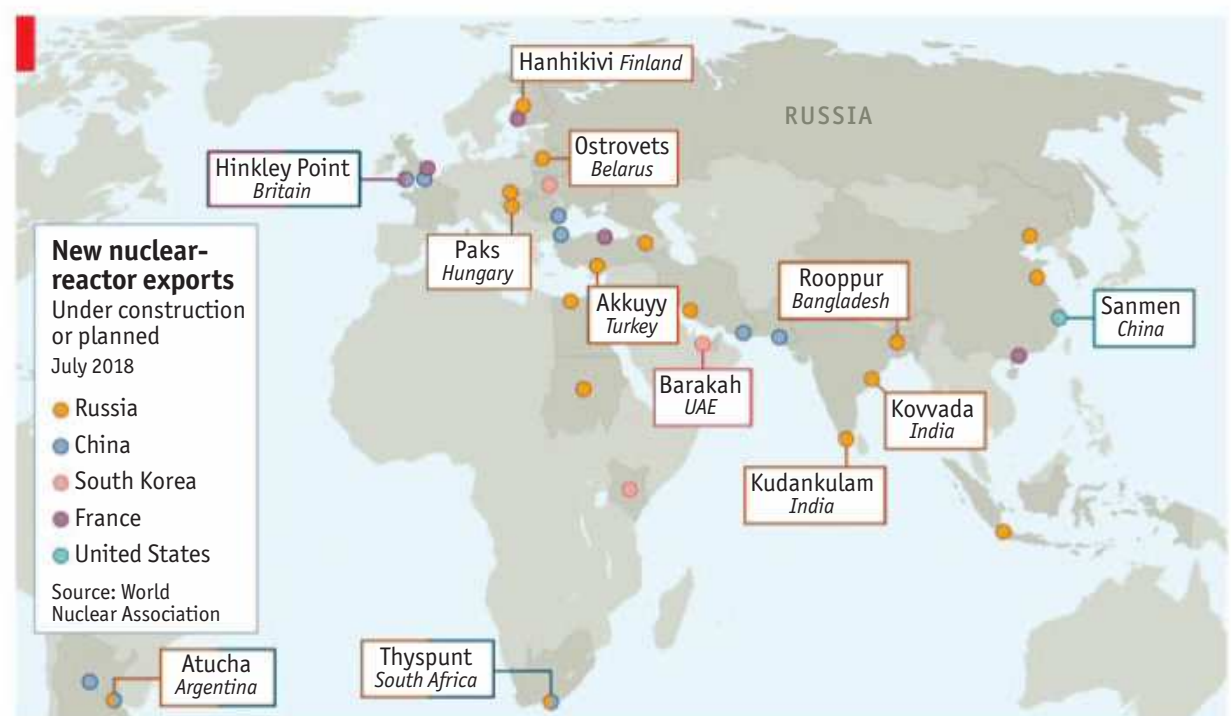 Hanhikivi Finland
RUSSIA
Ostrovets
Belarus
Hinkley Point
Britain
New nuclear-
reactor exports
Under construction
or planned
July 2018
Russia
China
South Korea
France
United States
Source: World
Nuclear Association
Paks
Hungary
Akkuyy
Turkey
Rooppur
Bangladesh
Sanmen
China
Barakah
UAE
Kovvada
India
Kudankulam
India
Atucha
Argentina
Thyspunt
South Africa